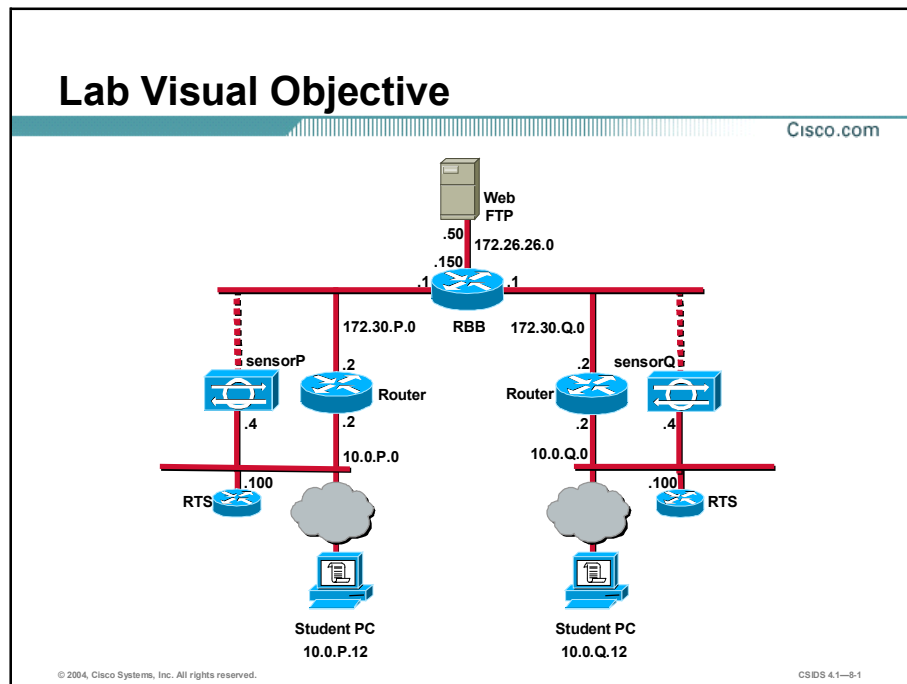 Lab Visual Objective
Cisco.com
Web
FTP
.50
172.26.26.0
.150
.1
.1
RBB
172.30.P.0
172.30.Q.0
sensorP
.2
.2
sensorQ
Router
Router
.4
.2
.2
.4
10.0.P.0
10.0.Q.0
.100
.100
RTS
RTS
Student PC
10.0.P.12
Student PC
10.0.Q.12
© 2004, Cisco Systems, Inc. All rights reserved.
CSIDS 4.1—8-1